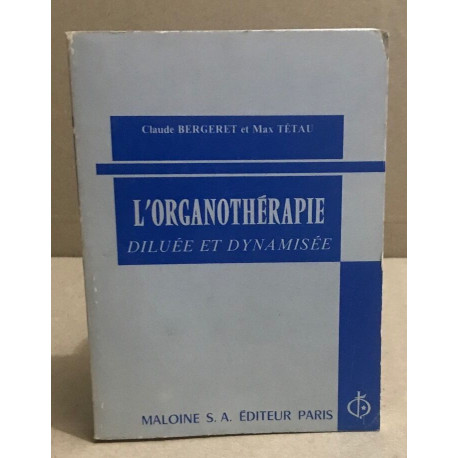 Claude BERGERET et Max TÉTAU
L'ORGANOTHÉRAPIE
DILUÉE ET DYNAMISÉE
MALOINE S. A. ÉDITEUR PARIS